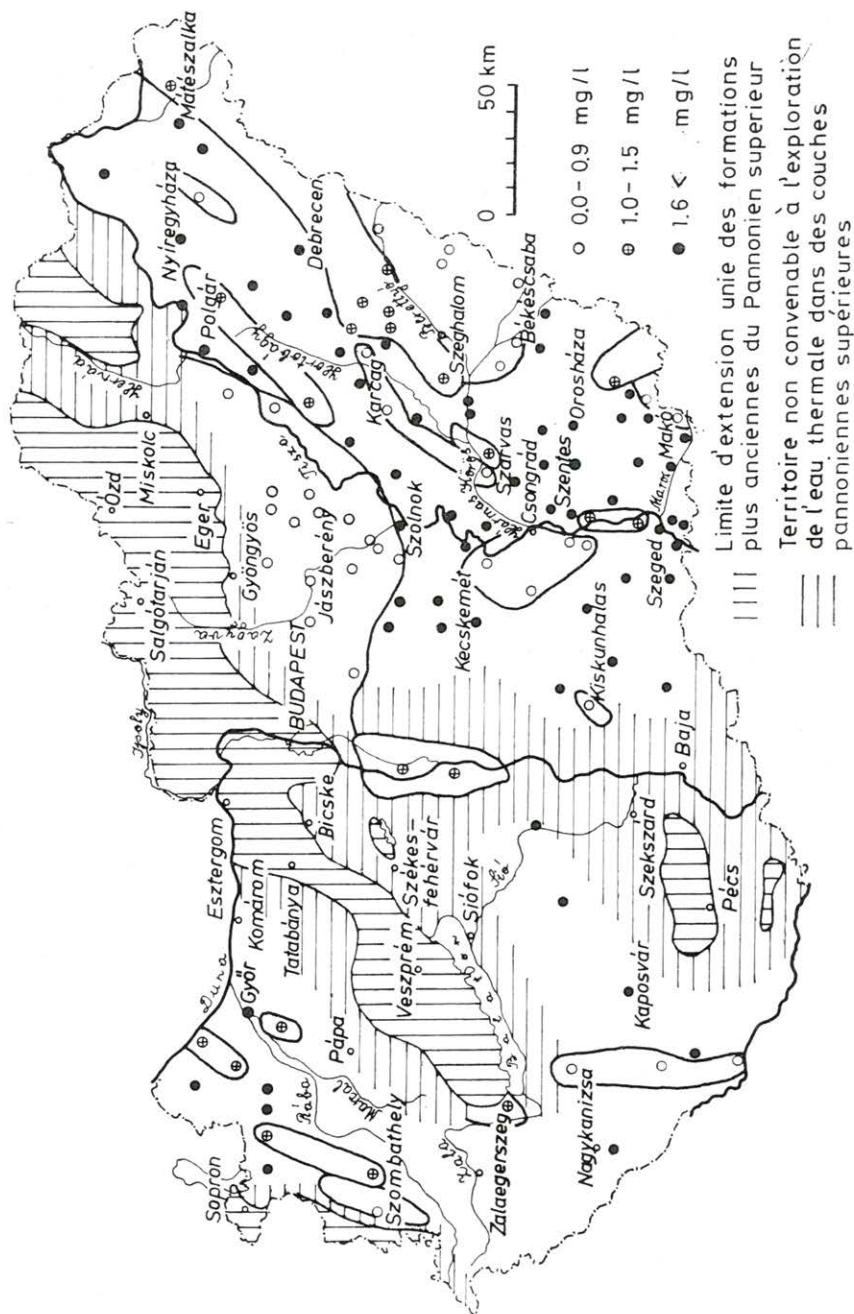 Mátészalka
Nyíregyháza
Debrecen
Polgár
Hortobágy
Berettyó
Hernád
Miskolc
Ózd
Karcag
Szeghalom
Békéscsaba
Eger
Tisza
Gyöngyös
Salgótarján
Zagyva
Jászberény
Szolnok
Körös
Szarvas
Csongrád
Szentes
Orosháza
Makó
Maros
Szeged
Kecskemét
Kiskunhalas
BUDAPEST
Ipoly
Baja
Esztergom
Bicske
Székes-
fehérvár
Komárom
Tatabánya
Duna
Győr
Veszprém
Siófok
Sió
Balaton
Szekszárd
Pécs
Kaposvár
Pápa
Marcal
Rába
Sopron
Szombathely
Zala
Zalaegerszeg
Nagykanizsa
0 50 km
0.0-0.9 mg/l
1.0-1.5 mg/l
1.6 < mg/l
Limite d'extension unie des formations
plus anciennes du Pannonien superieur
Territoire non convenable à l'exploration
de l'eau thermale dans des couches
pannoniennes supérieures